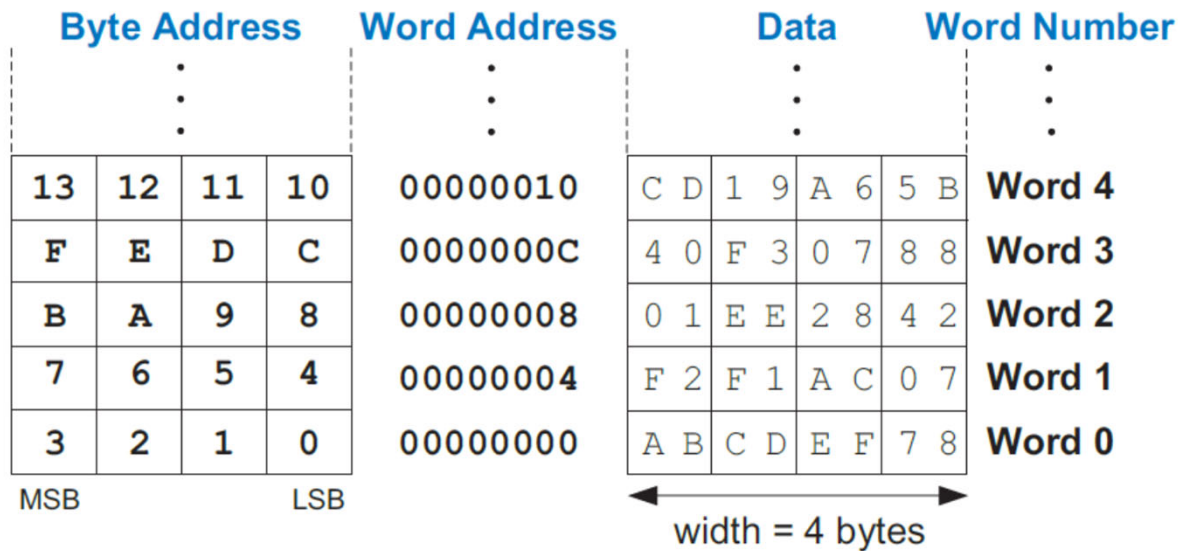 Byte Address Word Address Data Word Number
13 12 11 10 00000010 C D 1 9 A 6 5 B Word 4
F E D C 0000000C 4 0 F 3 0 7 8 8 Word 3
B A 9 8 00000008 0 1 E E 2 8 4 2 Word 2
7 6 5 4 00000004 F 2 F 1 A C 0 7 Word 1
3 2 1 0 00000000 A B C D E F 7 8 Word 0
MSB LSB
width = 4 bytes